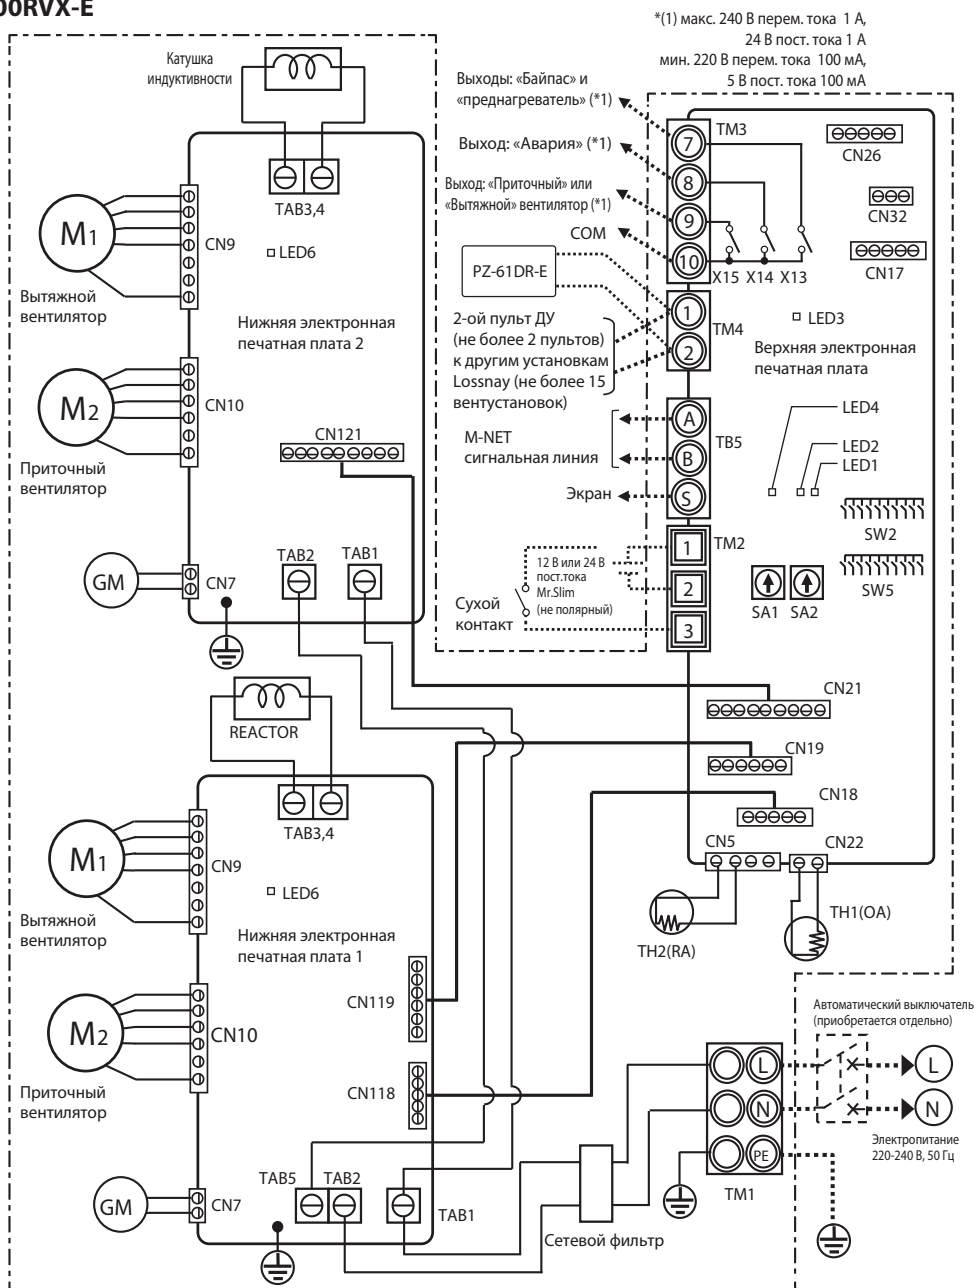 00RVX-E
*(1) макс. 240 В перем. тока 1 А,
24 В пост. тока 1 А
мин. 220 В перем. тока 100 мА,
5 В пост. тока 100 мА
Катушка
индуктивности
TAB3,4
M1
CN9
LED6
Вытяжной
вентилятор
Нижняя электронная
печатная плата 2
M2
CN10
CN121
Приточный
вентилятор
GM
CN7
TAB2
TAB1
Выходы: «Байпас» и
«преднагреватель» (*1)
Выход: «Авария» (*1)
Выход: «Приточный» или
«Вытяжной» вентилятор (*1)
COM
PZ-61DR-E
2-ой пульт ДУ
(не более 2 пультов)
к другим установкам
Lossnay (не более 15
вентустановок)
M-NET
сигнальная линия
Экран
12 В или 24 В
пост.тока
Mr.Slim
(не полярный)
Сухой
контакт
7
TM3
8
9
10
X15 X14 X13
1
TM4
2
A
TB5
B
S
1
TM2
2
3
CN26
CN32
CN17
LED3
Верхняя электронная
печатная плата
LED4
LED2
LED1
SW2
SW5
SA1 SA2
CN21
CN19
CN18
CN5
CN22
TH2(RA)
TH1(OA)
REACTOR
TAB3,4
M1
CN9
LED6
Вытяжной
вентилятор
Нижняя электронная
печатная плата 1
CN119
M2
CN10
CN118
Приточный
вентилятор
GM
CN7
TAB5 TAB2
TAB1
Сетевой фильтр
L
N
PE
TM1
Автоматический выключатель
(приобретается отдельно)
L
N
Электропитание
220-240 В, 50 Гц